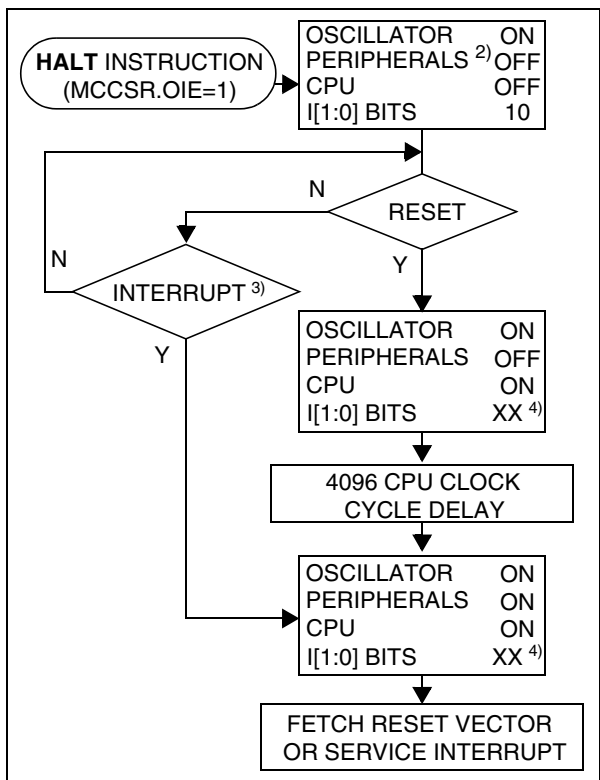 HALT INSTRUCTION
(MCCSR.OIE=1)
OSCILLATOR ON
PERIPHERALS 2) OFF
CPU OFF
I[1:0] BITS 10
N
RESET
N
Y
INTERRUPT 3)
Y
OSCILLATOR ON
PERIPHERALS OFF
CPU ON
I[1:0] BITS XX 4)
4096 CPU CLOCK
CYCLE DELAY
OSCILLATOR ON
PERIPHERALS ON
CPU ON
I[1:0] BITS XX 4)
FETCH RESET VECTOR
OR SERVICE INTERRUPT